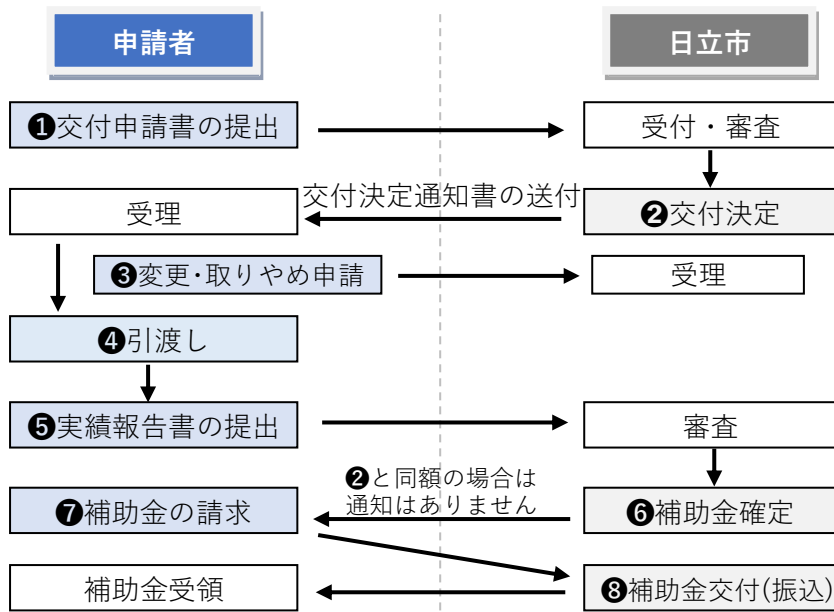 申請者
日立市
❶交付申請書の提出
受付・審査
交付決定通知書の送付
受理
❷交付決定
❸変更・取りやめ申請
受理
❹引渡し
❺実績報告書の提出
審査
❷と同額の場合は
通知はありません
❼補助金の請求
❻補助金確定
補助金受領
❽補助金交付(振込)